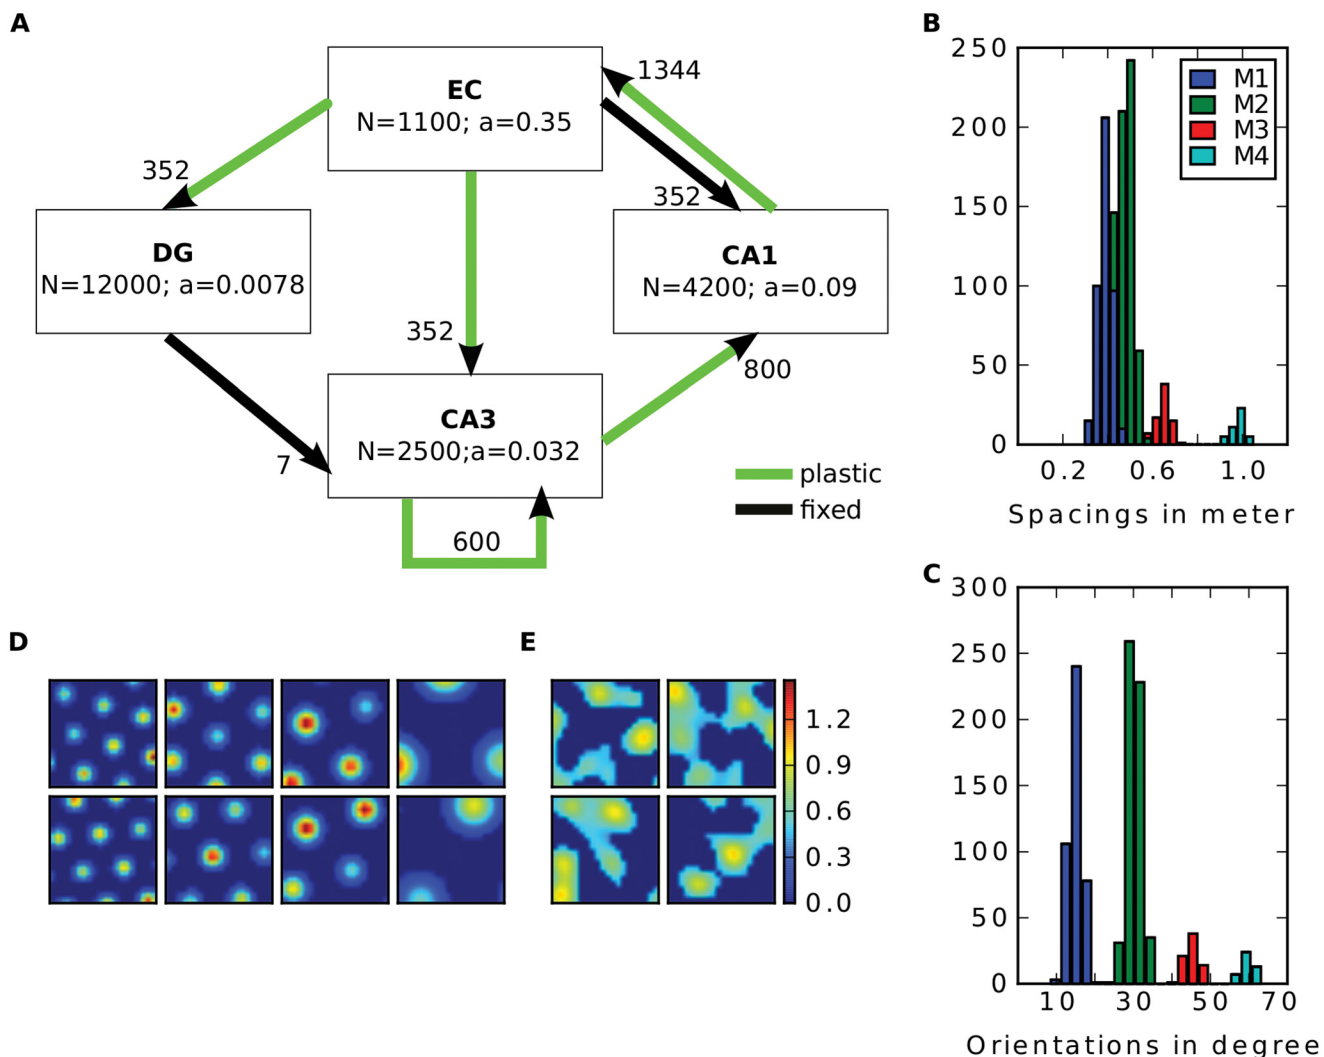 A
EC
N=1100; a=0.35
1344
352
352
DG
N=12000; a=0.0078
CA1
N=4200; a=0.09
352
800
CA3
N=2500;a=0.032
7
600
plastic
fixed
B
250
200
150
100
50
0
0.2 0.6 1.0
Spacings in meter
M1
M2
M3
M4
C
300
250
200
150
100
50
0
10 30 50 70
Orientations in degree
D
E
1.2
0.9
0.6
0.3
0.0